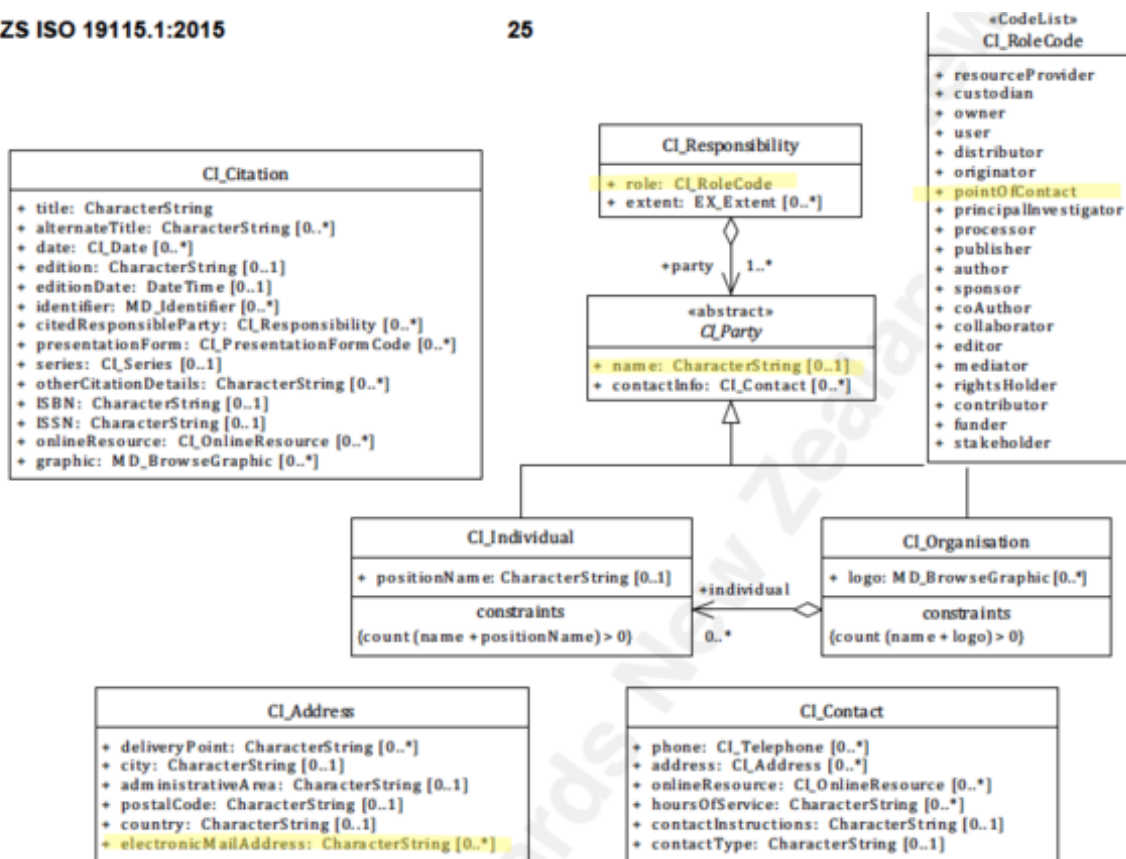 ZS ISO 19115.1:2015
25
«CodeList»
CI_RoleCode
+ resourceProvider
+ custodian
+ owner
+ user
+ distributor
+ originator
+ pointOfContact
+ principalInvestigator
+ processor
+ publisher
+ author
+ sponsor
+ coAuthor
+ collaborator
+ editor
+ mediator
+ rightsHolder
+ contributor
+ funder
+ stakeholder
CI_Responsibility
+ role: CI_RoleCode
+ extent: EX_Extent [0..*]
+party 1..*
«abstract»
CI_Party
+ name: CharacterString [0..1]
+ contactInfo: CI_Contact [0..*]
CI_Citation
+ title: CharacterString
+ alternateTitle: CharacterString [0..*]
+ date: CI_Date [0..*]
+ edition: CharacterString [0..1]
+ editionDate: DateTime [0..1]
+ identifier: MD_Identifier [0..*]
+ citedResponsibleParty: CI_Responsibility [0..*]
+ presentationForm: CI_PresentationFormCode [0..*]
+ series: CI_Series [0..1]
+ otherCitationDetails: CharacterString [0..*]
+ ISBN: CharacterString [0..1]
+ ISSN: CharacterString [0..1]
+ onlineResource: CI_OnlineResource [0..*]
+ graphic: MD_BrowseGraphic [0..*]
CI_Individual
+ positionName: CharacterString [0..1]
constraints
{count (name + positionName) > 0}
+individual
0..*
CI_Organisation
+ logo: MD_BrowseGraphic [0..*]
constraints
{count (name + logo) > 0}
CI_Address
+ deliveryPoint: CharacterString [0..*]
+ city: CharacterString [0..1]
+ administrativeArea: CharacterString [0..1]
+ postalCode: CharacterString [0..1]
+ country: CharacterString [0..1]
+ electronicMailAddress: CharacterString [0..*]
CI_Contact
+ phone: CI_Telephone [0..*]
+ address: CI_Address [0..*]
+ onlineResource: CI_OnlineResource [0..*]
+ hoursOfService: CharacterString [0..*]
+ contactInstructions: CharacterString [0..1]
+ contactType: CharacterString [0..1]
rds New Zealan New